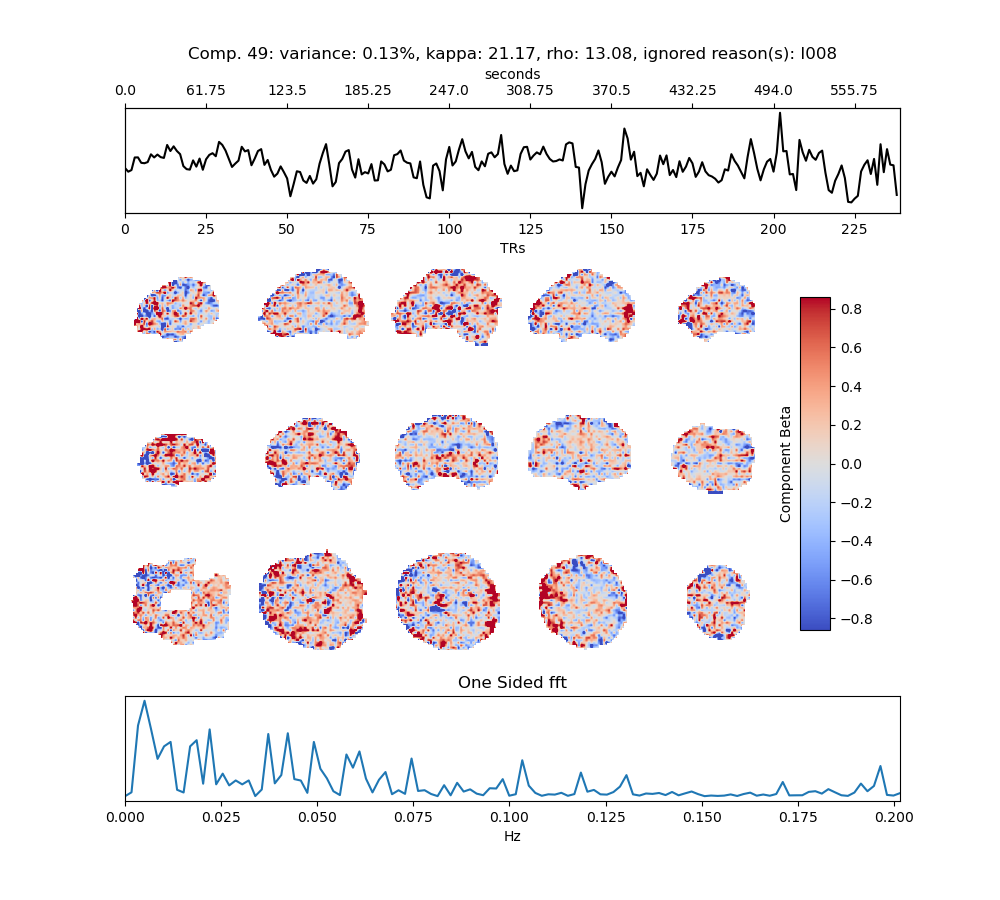 Comp. 49: variance: 0.13%, kappa: 21.17, rho: 13.08, ignored reason(s): I008
seconds
0.0 61.75 123.5 185.25 247.0 308.75 370.5 432.25 494.0 555.75
0 25 50 75 100 125 150 175 200 225
TRs
0.8
0.6
0.4
0.2
0.0
−0.2
−0.4
−0.6
−0.8
Component Beta
One Sided fft
0.000 0.025 0.050 0.075 0.100 0.125 0.150 0.175 0.200
Hz